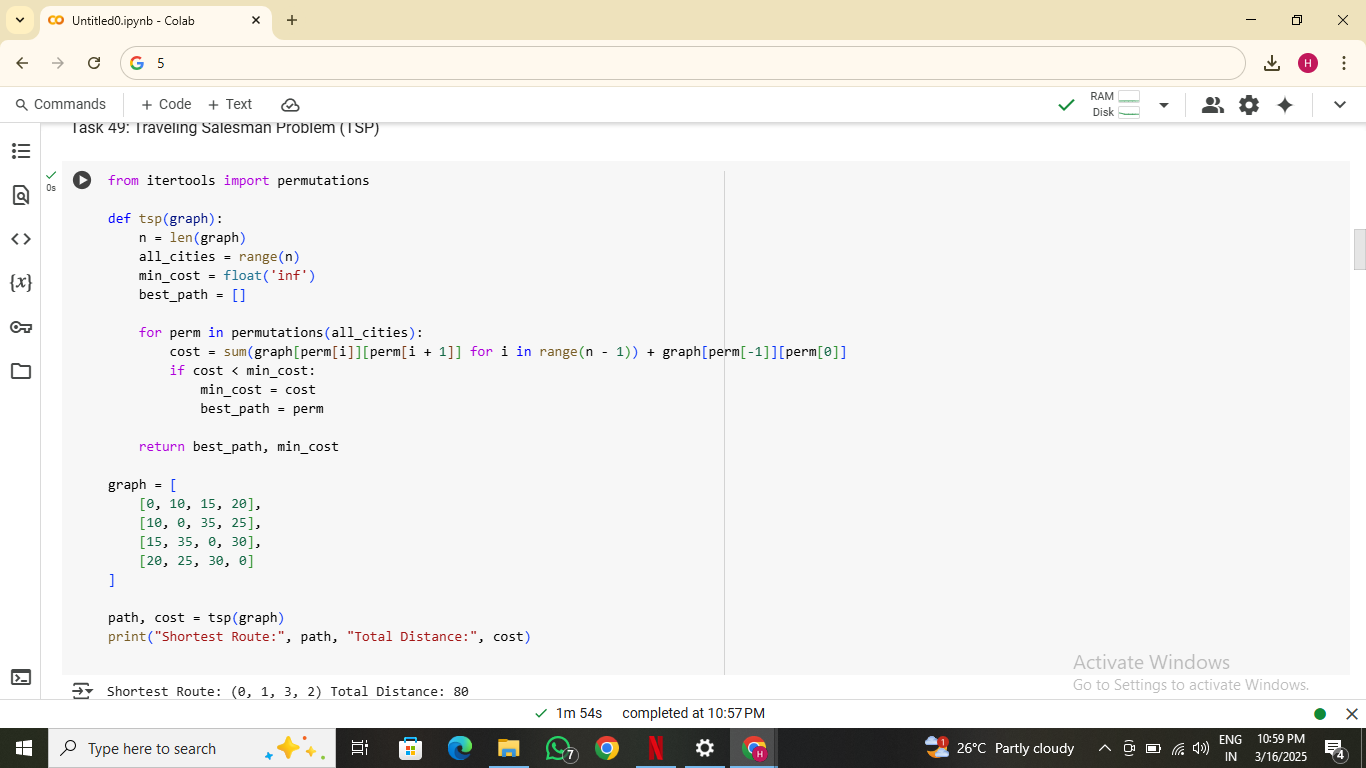 Untitled0.ipynb - Colab
5
Commands
+ Code + Text
RAM
Disk
Task 49: Traveling Salesman Problem (TSP)
0s
from itertools import permutations
def tsp(graph):
    n = len(graph)
    all_cities = range(n)
    min_cost = float('inf')
    best_path = []
    for perm in permutations(all_cities):
        cost = sum(graph[perm[i]][perm[i + 1]] for i in range(n - 1)) + graph[perm[-1]][perm[0]]
        if cost < min_cost:
            min_cost = cost
            best_path = perm
    return best_path, min_cost
graph = [
    [0, 10, 15, 20],
    [10, 0, 35, 25],
    [15, 35, 0, 30],
    [20, 25, 30, 0]
]
path, cost = tsp(graph)
print("Shortest Route:", path, "Total Distance:", cost)
Shortest Route: (0, 1, 3, 2) Total Distance: 80
Activate Windows
Go to Settings to activate Windows.
1m 54s completed at 10:57 PM
Type here to search
7
H
1
26°C Partly cloudy
ENG
IN
10:59 PM
3/16/2025
4